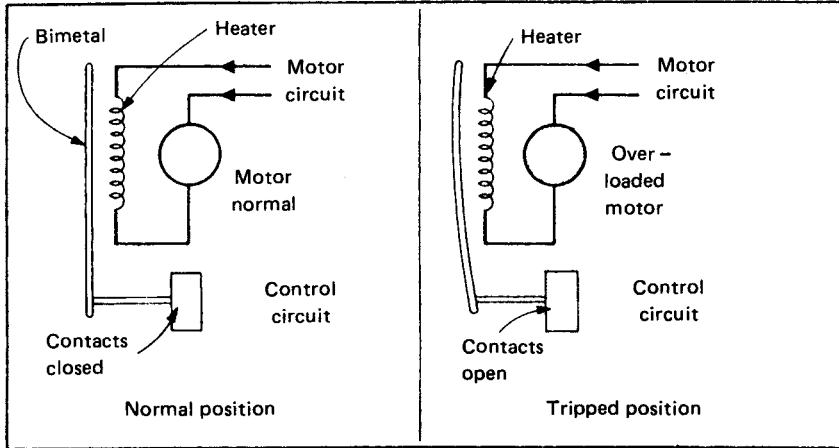 Bimetal
Heater
Motor
circuit
Motor
normal
Control
circuit
Contacts
closed
Normal position
Heater
Motor
circuit
Over –
loaded
motor
Control
circuit
Contacts
open
Tripped position